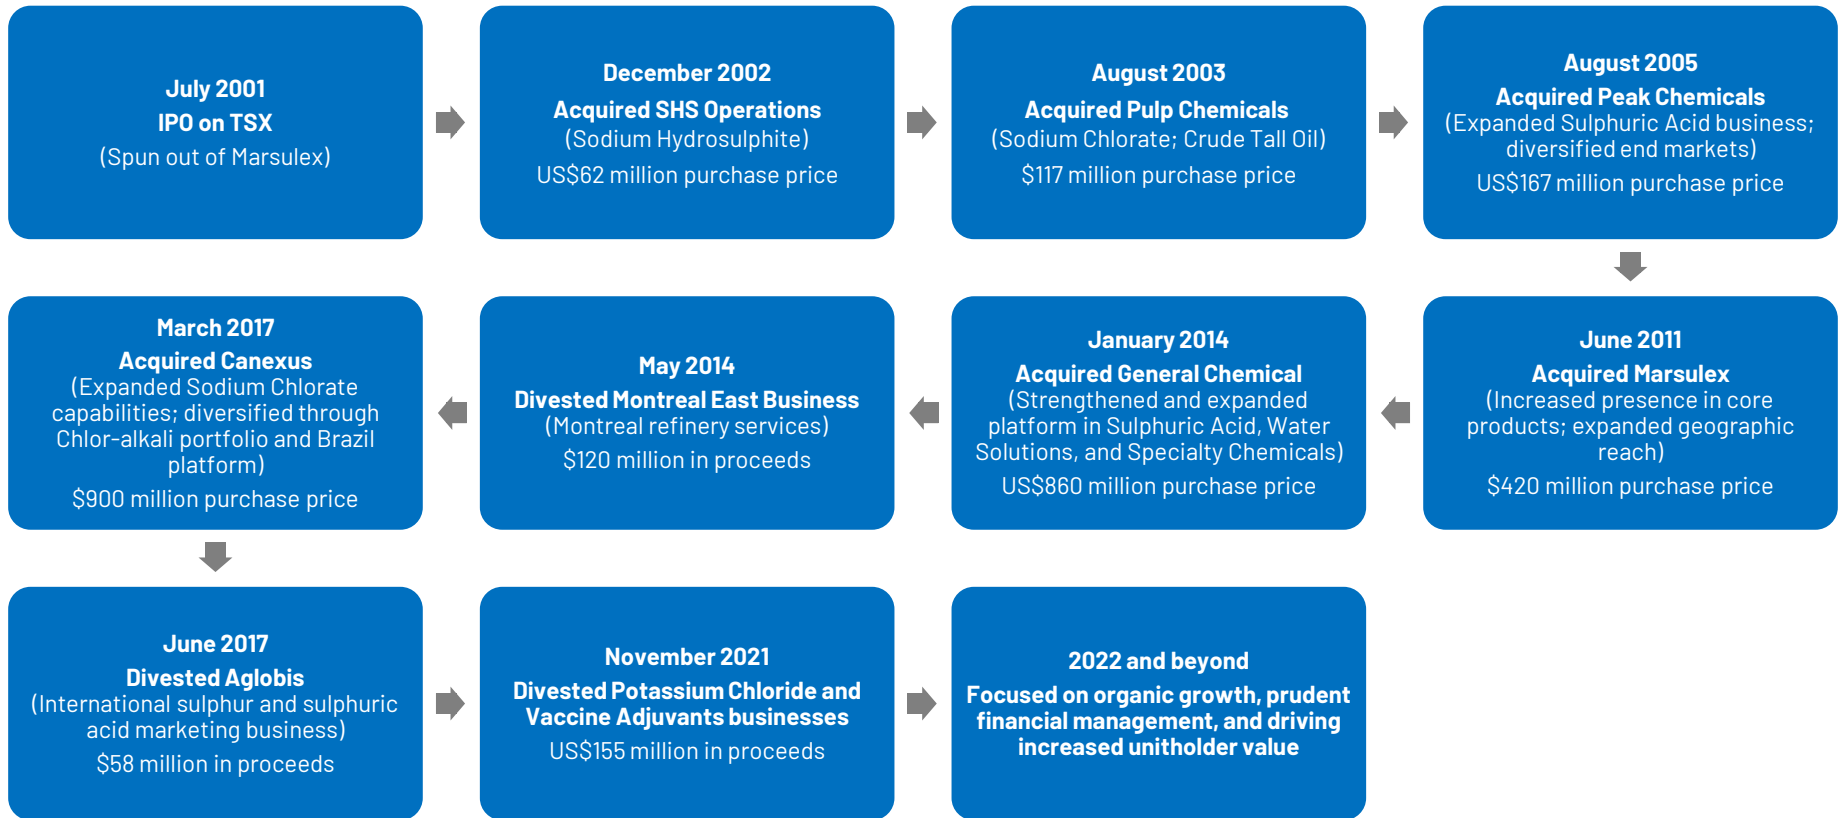 July 2001
IPO on TSX
(Spun out of Marsulex)
December 2002
Acquired SHS Operations
(Sodium Hydrosulphite)
US$62 million purchase price
August 2003
Acquired Pulp Chemicals
(Sodium Chlorate; Crude Tall Oil)
$117 million purchase price
August 2005
Acquired Peak Chemicals
(Expanded Sulphuric Acid business;
diversified end markets)
US$167 million purchase price
June 2011
Acquired Marsulex
(Increased presence in core
products; expanded geographic
reach)
$420 million purchase price
January 2014
Acquired General Chemical
(Strengthened and expanded
platform in Sulphuric Acid, Water
Solutions, and Specialty Chemicals)
US$860 million purchase price
May 2014
Divested Montreal East Business
(Montreal refinery services)
$120 million in proceeds
March 2017
Acquired Canexus
(Expanded Sodium Chlorate
capabilities; diversified through
Chlor-alkali portfolio and Brazil
platform)
$900 million purchase price
June 2017
Divested Aglobis
(International sulphur and sulphuric
acid marketing business)
$58 million in proceeds
November 2021
Divested Potassium Chloride and
Vaccine Adjuvants businesses
US$155 million in proceeds
2022 and beyond
Focused on organic growth, prudent
financial management, and driving
increased unitholder value